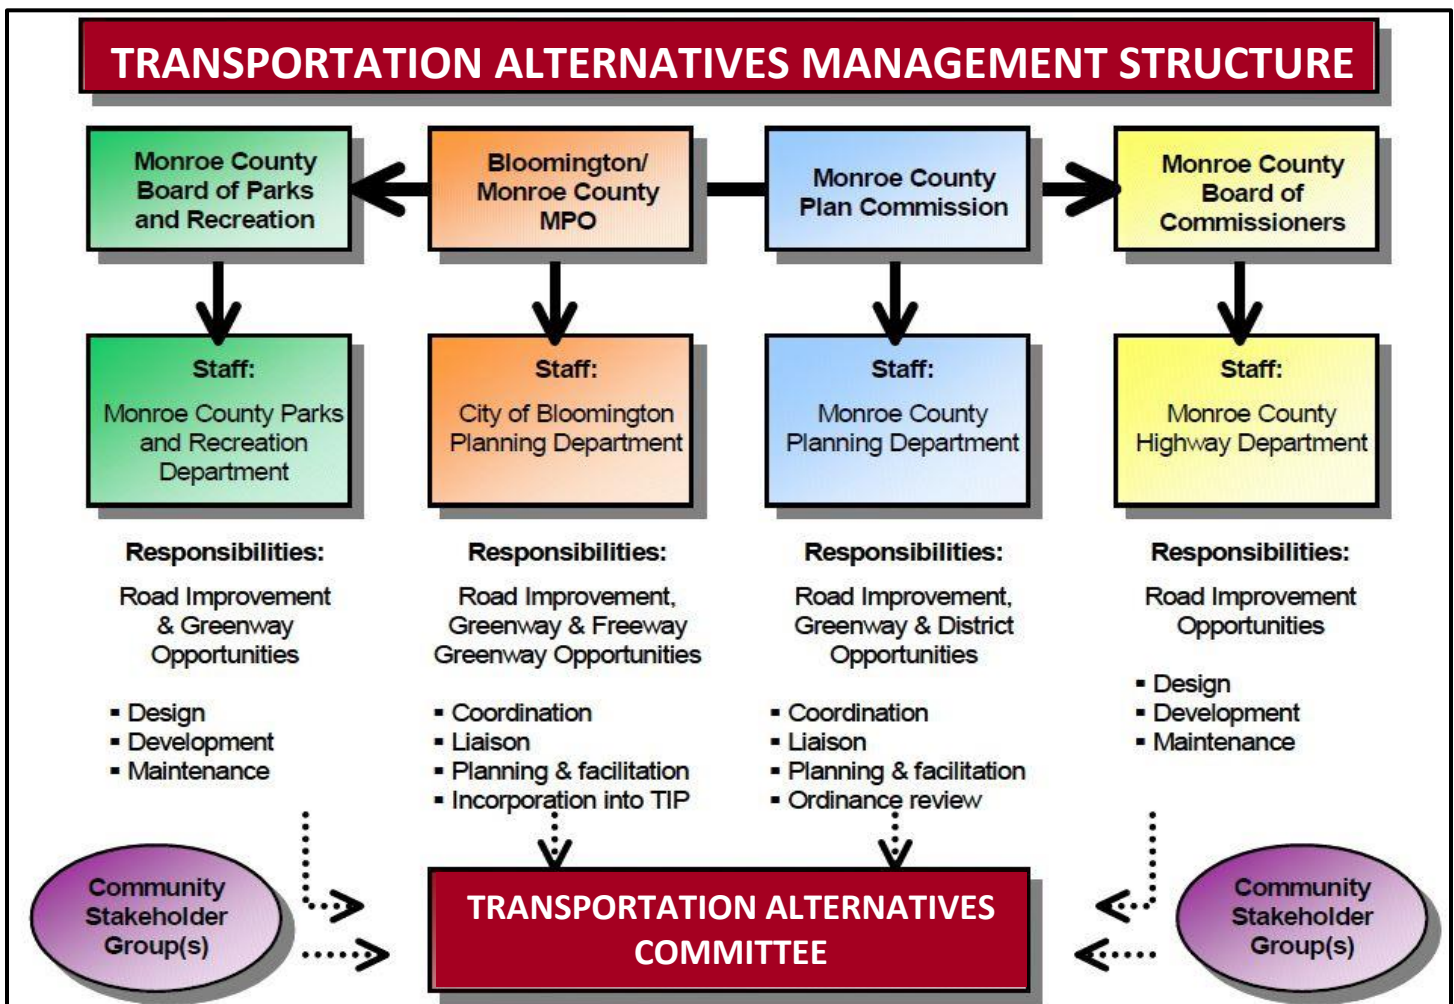 TRANSPORTATION ALTERNATIVES MANAGEMENT STRUCTURE
Monroe County
Board of Parks
and Recreation
Bloomington/
Monroe County
MPO
Monroe County
Plan Commission
Monroe County
Board of
Commissioners
Staff:
Monroe County Parks
and Recreation
Department
Staff:
City of Bloomington
Planning Department
Staff:
Monroe County
Planning Department
Staff:
Monroe County
Highway Department
Responsibilities:
Road Improvement
& Greenway
Opportunities
▪ Design
▪ Development
▪ Maintenance
Responsibilities:
Road Improvement,
Greenway & Freeway
Greenway Opportunities
▪ Coordination
▪ Liaison
▪ Planning & facilitation
▪ Incorporation into TIP
Responsibilities:
Road Improvement,
Greenway & District
Opportunities
▪ Coordination
▪ Liaison
▪ Planning & facilitation
▪ Ordinance review
Responsibilities:
Road Improvement
Opportunities
▪ Design
▪ Development
▪ Maintenance
Community
Stakeholder
Group(s)
TRANSPORTATION ALTERNATIVES
COMMITTEE
Community
Stakeholder
Group(s)